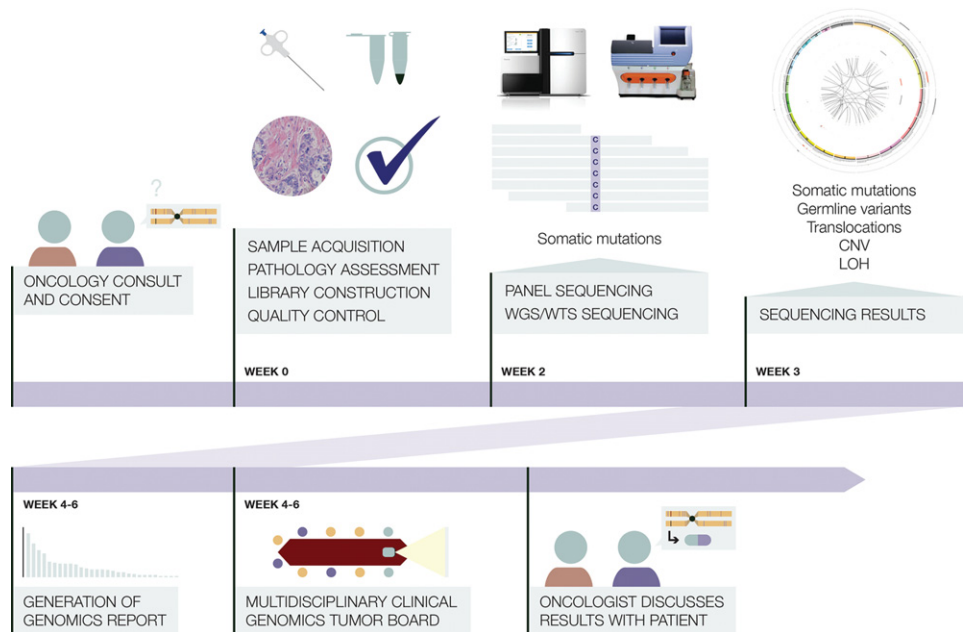 ?
ONCOLOGY CONSULT
AND CONSENT
SAMPLE ACQUISITION
PATHOLOGY ASSESSMENT
LIBRARY CONSTRUCTION
QUALITY CONTROL
WEEK 0
C
C
C
C
C
C
C
Somatic mutations
PANEL SEQUENCING
WGS/WTS SEQUENCING
WEEK 2
Somatic mutations
Germline variants
Translocations
CNV
LOH
SEQUENCING RESULTS
WEEK 3
WEEK 4-6
GENERATION OF
GENOMICS REPORT
WEEK 4-6
MULTIDISCIPLINARY CLINICAL
GENOMICS TUMOR BOARD
ONCOLOGIST DISCUSSES
RESULTS WITH PATIENT